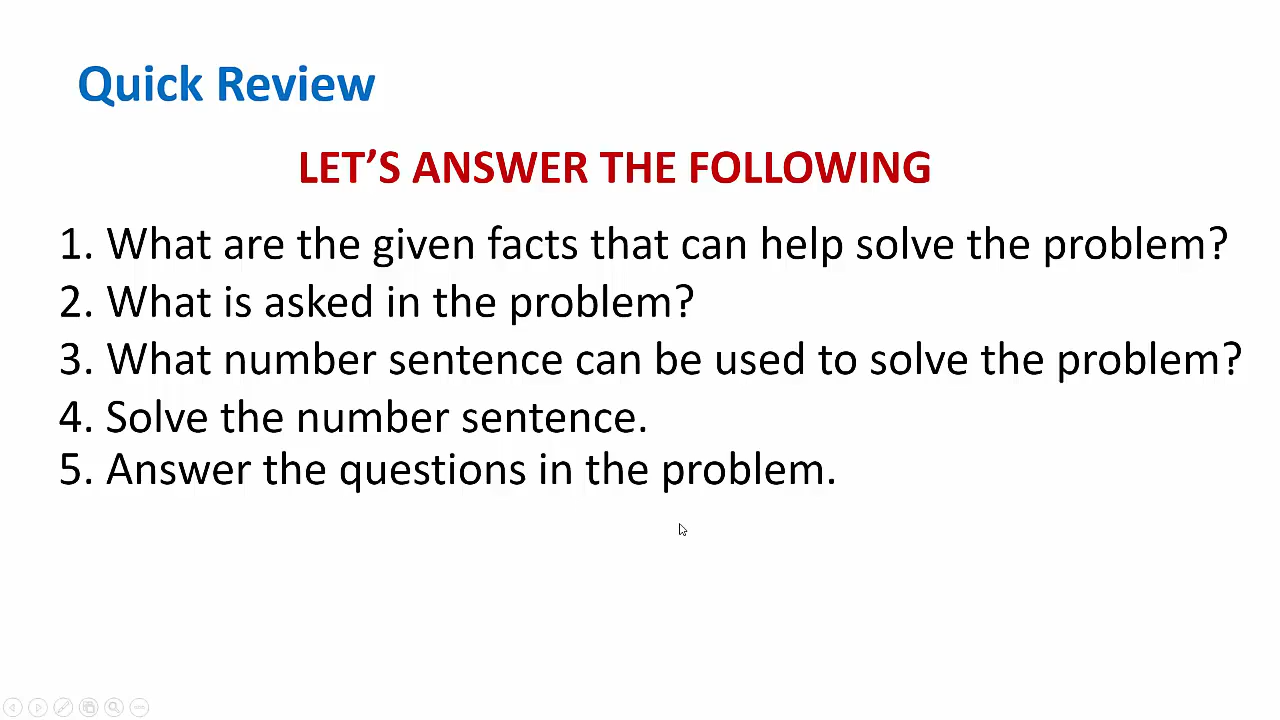 Quick Review
LET’S ANSWER THE FOLLOWING
1. What are the given facts that can help solve the problem?
2. What is asked in the problem?
3. What number sentence can be used to solve the problem?
4. Solve the number sentence.
5. Answer the questions in the problem.